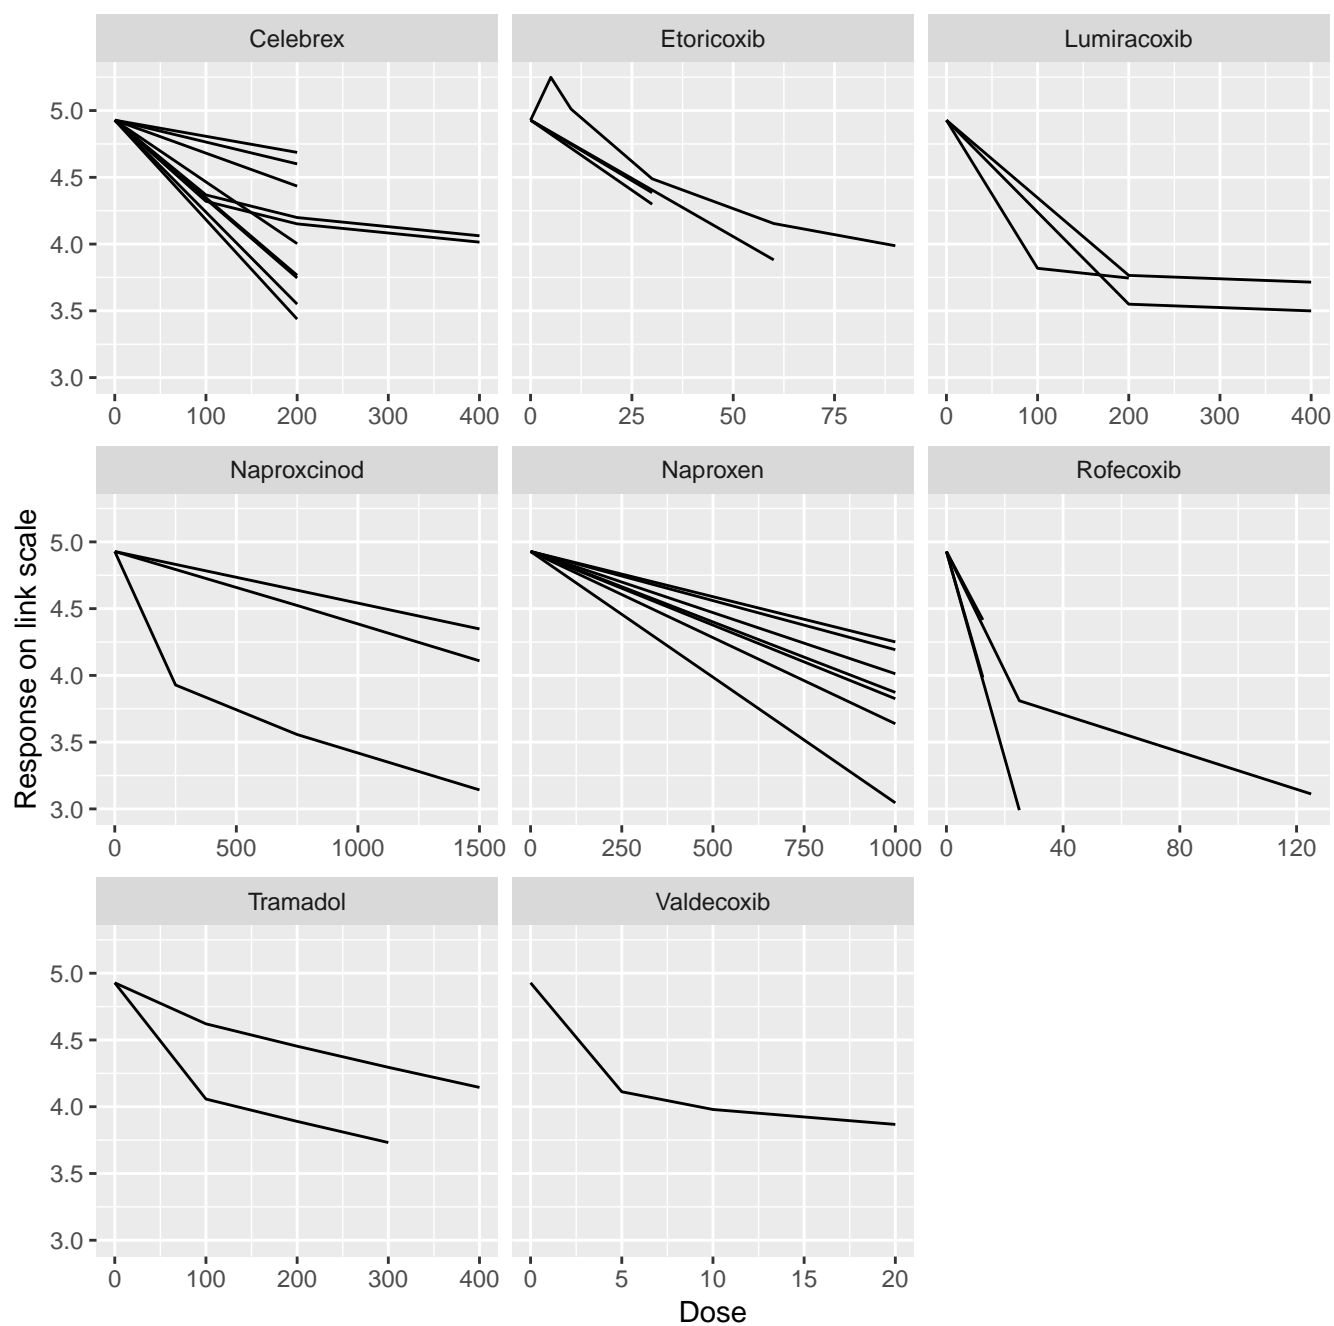 Celebrex Etoricoxib Lumiracoxib
5.0
4.5
4.0
3.5
3.0
0 100 200 300 400 0 25 50 75 0 100 200 300 400
Naproxcinod Naproxen Rofecoxib
Response on link scale
5.0
4.5
4.0
3.5
3.0
0 500 1000 1500 0 250 500 750 1000 0 40 80 120
Tramadol Valdecoxib
5.0
4.5
4.0
3.5
3.0
0 100 200 300 400 0 5 10 15 20
Dose